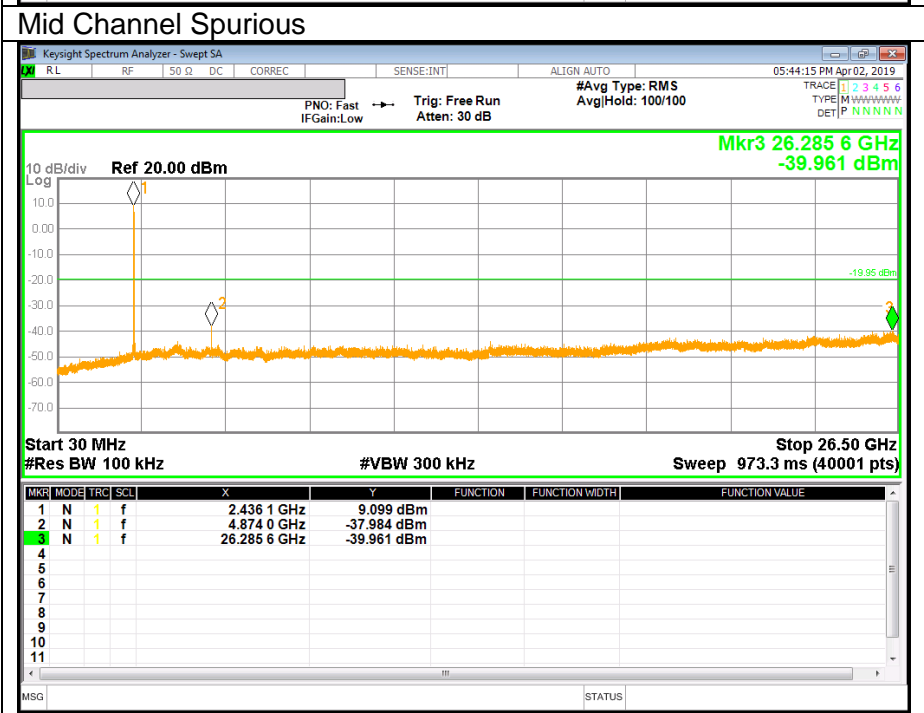 Mid Channel Spurious
Keysight Spectrum Analyzer - Swept SA
LXI RL RF 50 Ω DC CORREC SENSE:INT ALIGN AUTO 05:44:15 PM Apr 02, 2019
#Avg Type: RMS TRACE 1 2 3 4 5 6
PNO: Fast Trig: Free Run Avg|Hold: 100/100 TYPE M WWWWW
IFGain:Low Atten: 30 dB DET P N N N N N
Mkr3 26.285 6 GHz
10 dB/div Ref 20.00 dBm -39.961 dBm
Log
1
10.0
0.00
-10.0
-20.0 -19.95 dBm
-30.0 2 3
-40.0
-50.0
-60.0
-70.0
Start 30 MHz Stop 26.50 GHz
#Res BW 100 kHz #VBW 300 kHz Sweep 973.3 ms (40001 pts)
MKR MODE TRC SCL X Y FUNCTION FUNCTION WIDTH FUNCTION VALUE
1 N 1 f 2.436 1 GHz 9.099 dBm
2 N 1 f 4.874 0 GHz -37.984 dBm
3 N 1 f 26.285 6 GHz -39.961 dBm
4
5
6
7
8
9
10
11
MSG STATUS